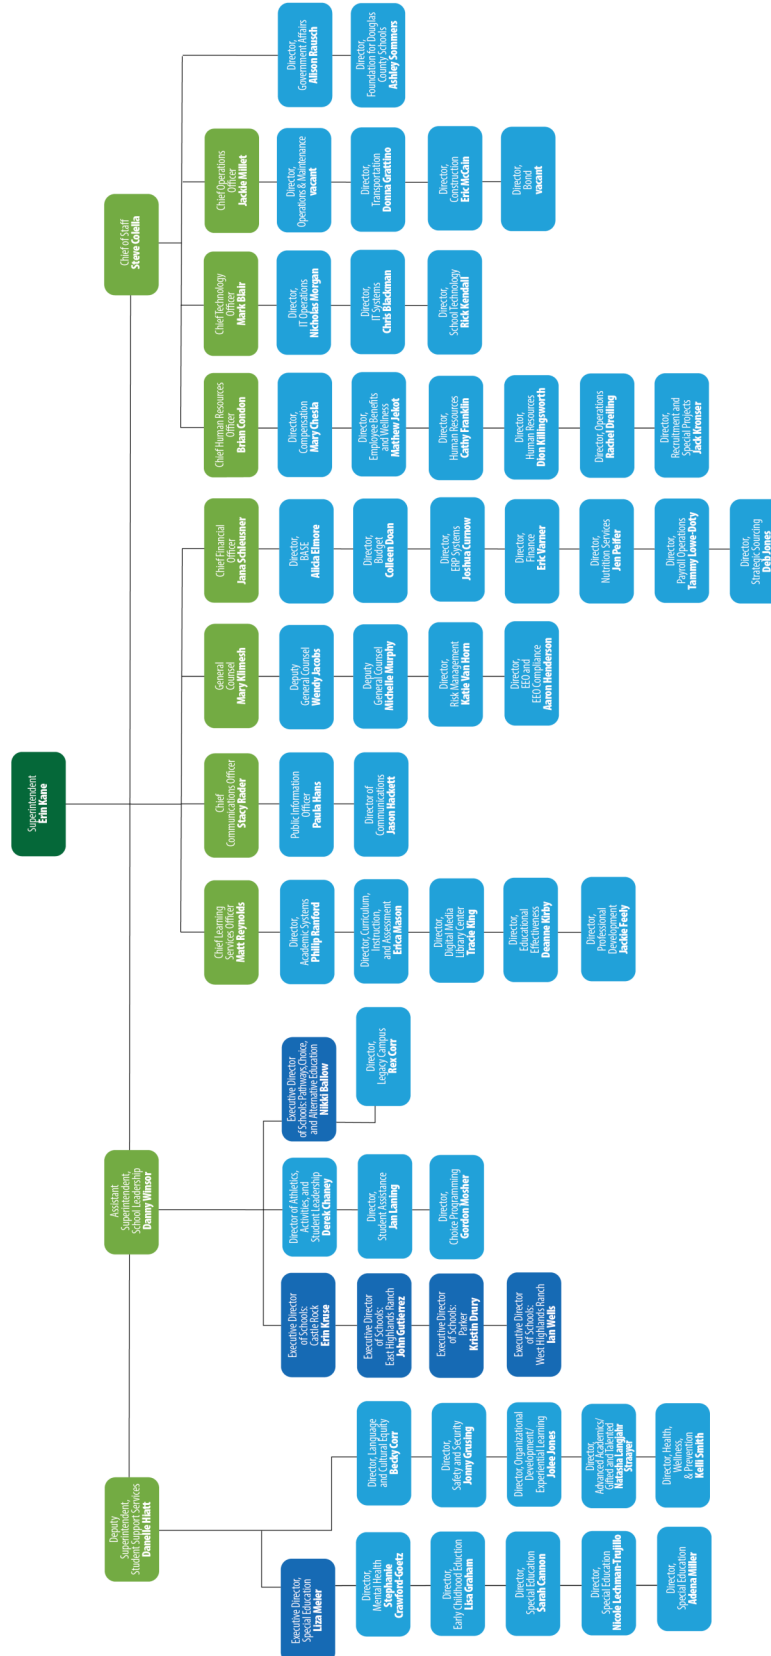 Superintendent
Erin Kane
Deputy
Superintendent,
Student Support Services
Danelle Hiatt
Assistant
Superintendent,
School Leadership
Danny Winsor
Chief of Staff
Steve Colella
Executive Director,
Special Education
Liza Meier
Director,
Mental Health
Stephanie
Crawford-Goetz
Director,
Early Childhood Eduction
Lisa Graham
Director,
Special Education
Sarah Cannon
Director,
Special Education
Nicole Lechman-Trujillo
Director,
Special Education
Adena Miller
Director, Language
and Cultural Equity
Becky Corr
Director,
Safety and Security
Jonny Grusing
Director, Organizational
Development/
Experiential Learning
Jolee Jones
Director,
Advanced Academics/
Gifted and Talented
Natasha Langjahr
Straayer
Director, Health,
Wellness,
& Prevention
Kelli Smith
Executive Director
of Schools:
Castle Rock
Erin Kruse
Executive Director
of Schools:
East Highlands Ranch
John Gutierrez
Executive Director
of Schools:
Parker
Kristin Drury
Executive Director
of Schools:
West Highlands Ranch
Ian Wells
Director of Athletics,
Activities, and
Student Leadership
Derek Chaney
Director,
Student Assistance
Jan Laning
Director,
Choice Programming
Gordon Mosher
Executive Director
of Schools: Pathways,Choice,
and Alternative Education
Nikki Ballow
Director,
Legacy Campus
Rex Corr
Chief Learning
Services Officer
Matt Reynolds
Director,
Academic Systems
Philip Ranford
Director, Curriculum,
Instruction,
and Assessment
Erica Mason
Director,
Digital Media
Library Center
Tracie King
Director,
Educational
Effectiveness
Deanne Kirby
Director,
Professional
Development
Jackie Feely
Chief
Communications Officer
Stacy Rader
Public Information
Officer
Paula Hans
Director of
Communications
Jason Hackett
General
Counsel
Mary Klimesh
Deputy
General Counsel
Wendy Jacobs
Deputy
General Counsel
Michelle Murphy
Director,
Risk Management
Katie Van Horn
Director,
EEO and
EEO Compliance
Aaron Henderson
Chief Financial
Officer
Jana Schleusner
Director,
BASE
Alicia Elmore
Director,
Budget
Colleen Doan
Director,
ERP Systems
Joshua Curnow
Director,
Finance
Eric Varner
Director,
Nutrition Services
Jen Peifer
Director,
Payroll Operations
Tammy Lowe-Doty
Director,
Strategic Sourcing
Deb Jones
Chief Human Resources
Officer
Brian Condon
Director,
Compensation
Mary Chesla
Director,
Employee Benefits
and Wellness
Mathew Jekot
Director,
Human Resources
Cathy Franklin
Director,
Human Resources
Dion Killingsworth
Director, Operations
Rachel Dreiling
Director,
Recruitment and
Special Projects
Jack Kronser
Chief Technology
Officer
Mark Blair
Director,
IT Operations
Nicholas Morgan
Director,
IT Systems
Chris Blackman
Director,
School Technology
Rick Kendall
Chief Operations
Officer
Jackie Millet
Director,
Operations & Maintenance
vacant
Director,
Transportation
Donna Grattino
Director,
Construction
Eric McCain
Director,
Bond
vacant
Director,
Government Affairs
Alison Rausch
Director,
Foundation for Douglas
County Schools
Ashley Sommers